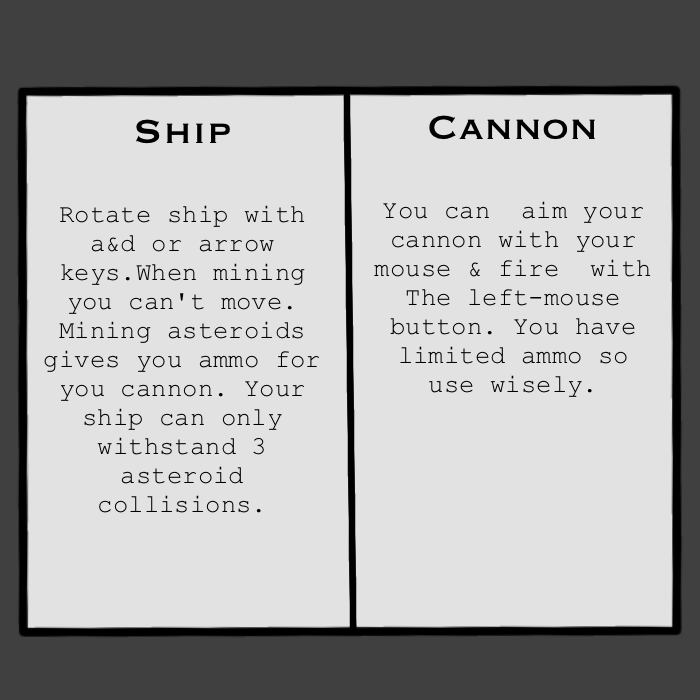 SHIP
Rotate ship with
a&d or arrow
keys.When mining
you can't move.
Mining asteroids
gives you ammo for
you cannon. Your
ship can only
withstand 3
asteroid
collisions.
CANNON
You can  aim your
cannon with your
mouse & fire  with
The left-mouse
button. You have
limited ammo so
use wisely.